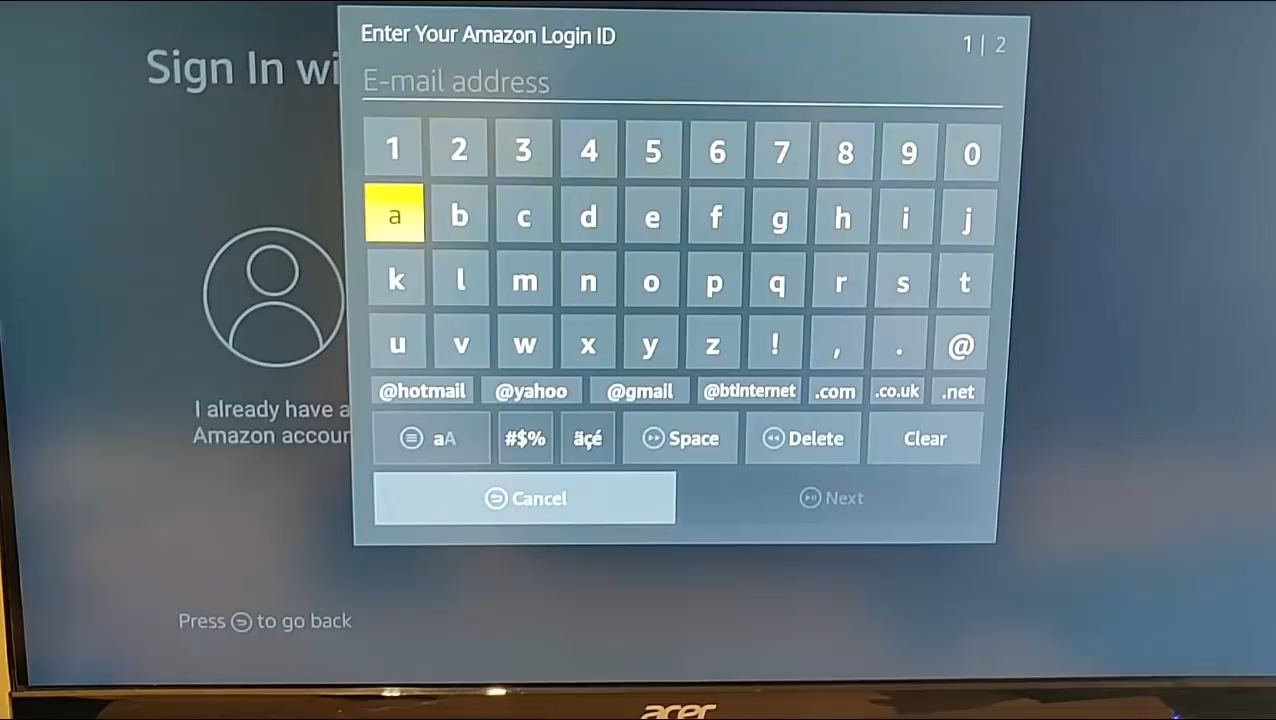 Sign In wi
Enter Your Amazon Login ID
1 | 2
E-mail address
1 2 3 4 5 6 7 8 9 0
a b c d e f g h i j
k l m n o p q r s t
u v w x y z ! , . @
@hotmail @yahoo @gmail @btinternet .com .co.uk .net
aA #$% äçé Space Delete Clear
Cancel Next
I already have a
Amazon accoun
Press to go back
acer